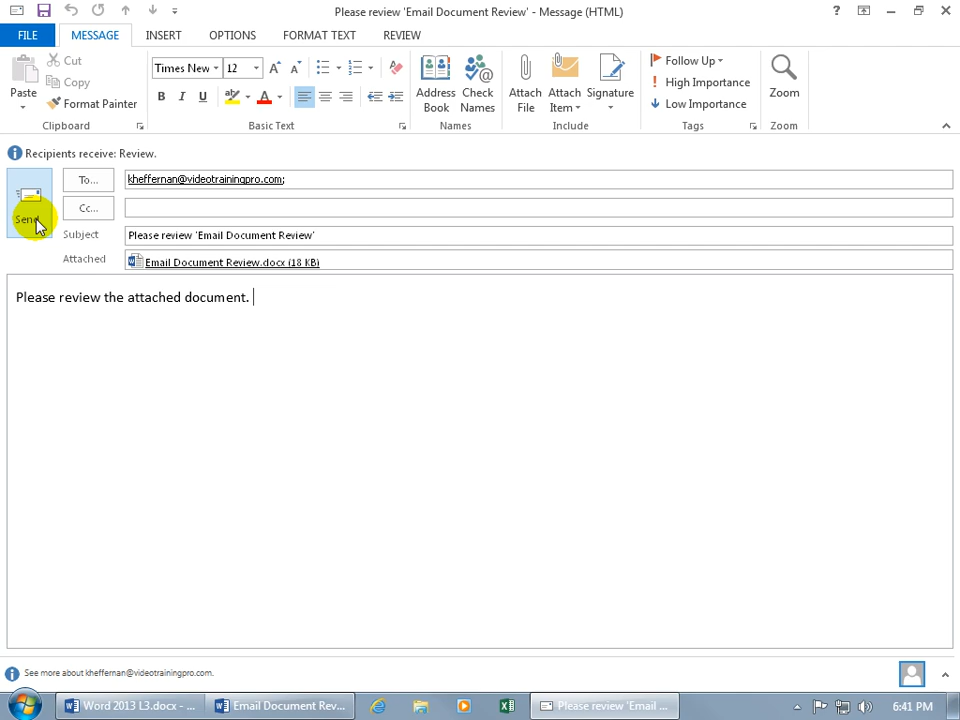 Please review 'Email Document Review' - Message (HTML)
?
FILE MESSAGE INSERT OPTIONS FORMAT TEXT REVIEW
Paste
Cut
Copy
Format Painter
Clipboard
Times New
12
A A
B I U ab A
Basic Text
Address Book
Check Names
Names
Attach File
Attach Item
Signature
Include
Follow Up
High Importance
Low Importance
Tags
Zoom
Zoom
Recipients receive: Review.
Send
To...
kheffernan@videotrainingpro.com;
Cc...
Subject
Please review 'Email Document Review'
Attached
Email Document Review.docx (18 KB)
Please review the attached document.
See more about kheffernan@videotrainingpro.com.
Word 2013 L3.docx - ...
Email Document Rev...
Please review 'Email ...
6:41 PM